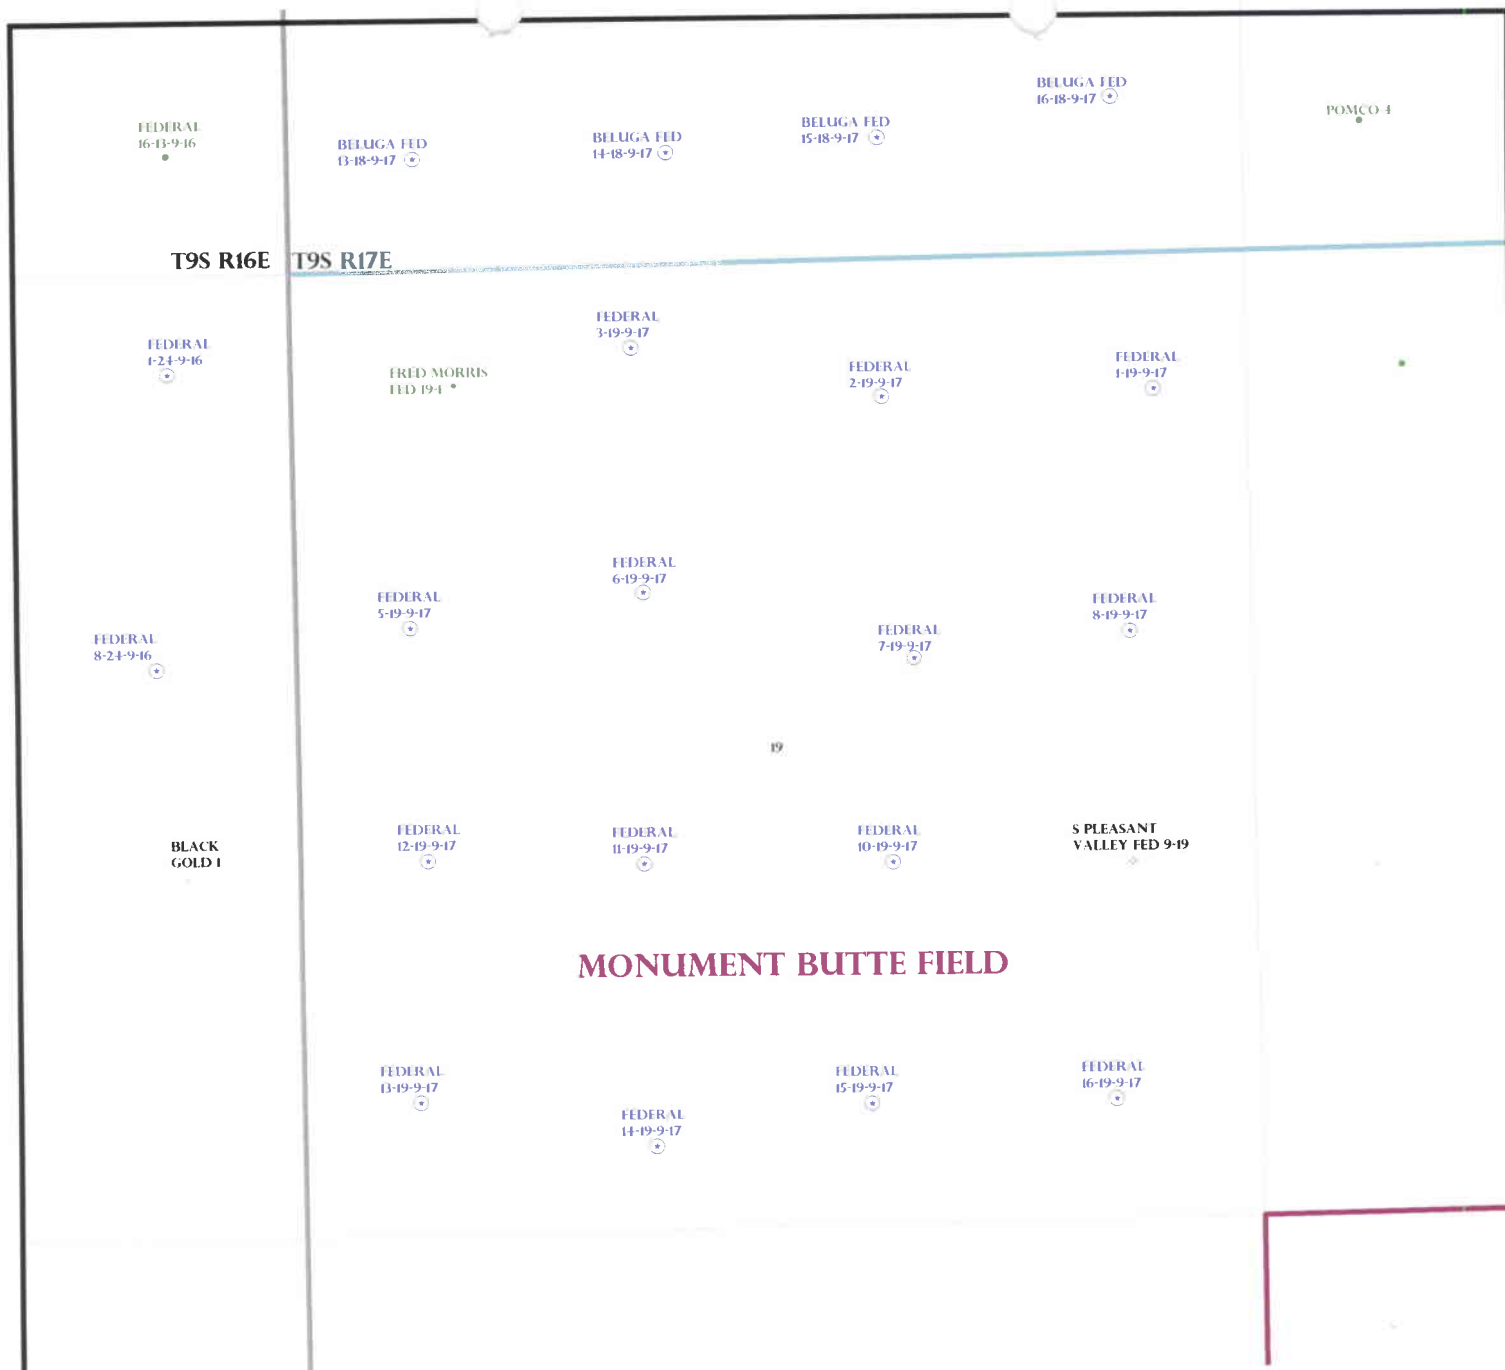 BELUGA FED
16-18-9-17
POMCO 4
FEDERAL
16-13-9-16
BELUGA FED
13-18-9-17
BELUGA FED
14-18-9-17
BELUGA FED
15-18-9-17
T9S R16E
T9S R17E
FEDERAL
1-24-9-16
FRED MORRIS
FED 19-1
FEDERAL
3-19-9-17
FEDERAL
2-19-9-17
FEDERAL
1-19-9-17
FEDERAL
8-24-9-16
FEDERAL
5-19-9-17
FEDERAL
6-19-9-17
FEDERAL
7-19-9-17
FEDERAL
8-19-9-17
19
BLACK
GOLD 1
FEDERAL
12-19-9-17
FEDERAL
11-19-9-17
FEDERAL
10-19-9-17
S PLEASANT
VALLEY FED 9-19
MONUMENT BUTTE FIELD
FEDERAL
13-19-9-17
FEDERAL
14-19-9-17
FEDERAL
15-19-9-17
FEDERAL
16-19-9-17